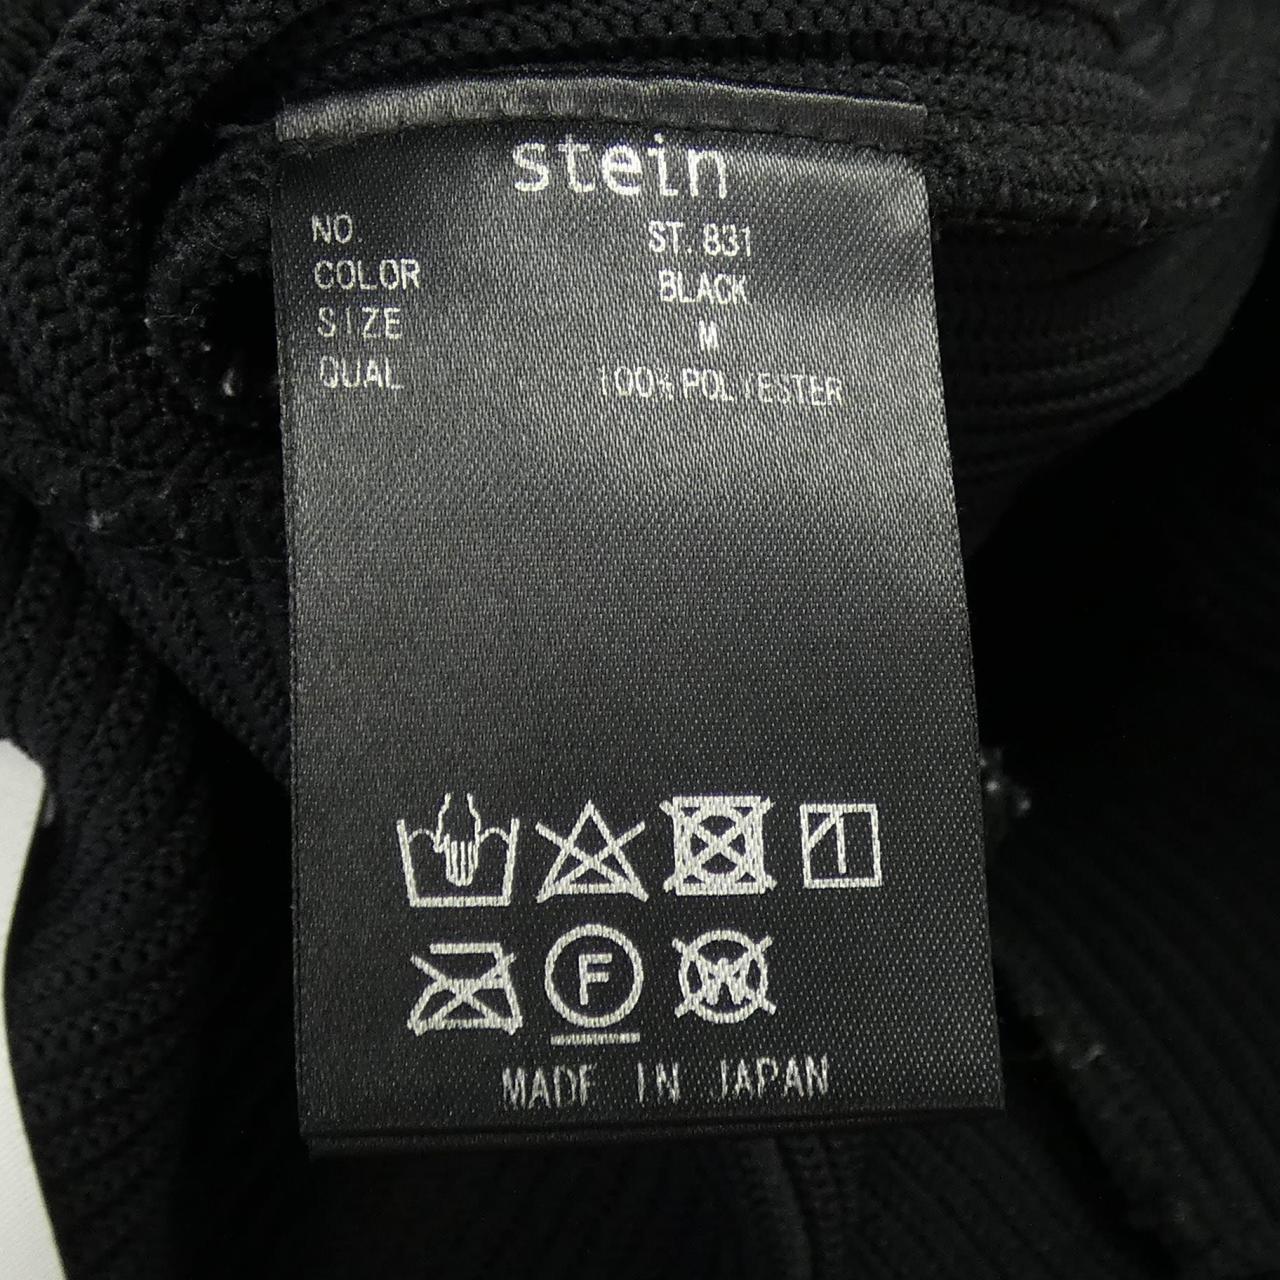 stein
NO. ST. 831
COLOR BLACK
SIZE M
QUAL 100% POLYESTER
F
W
MADE IN JAPAN